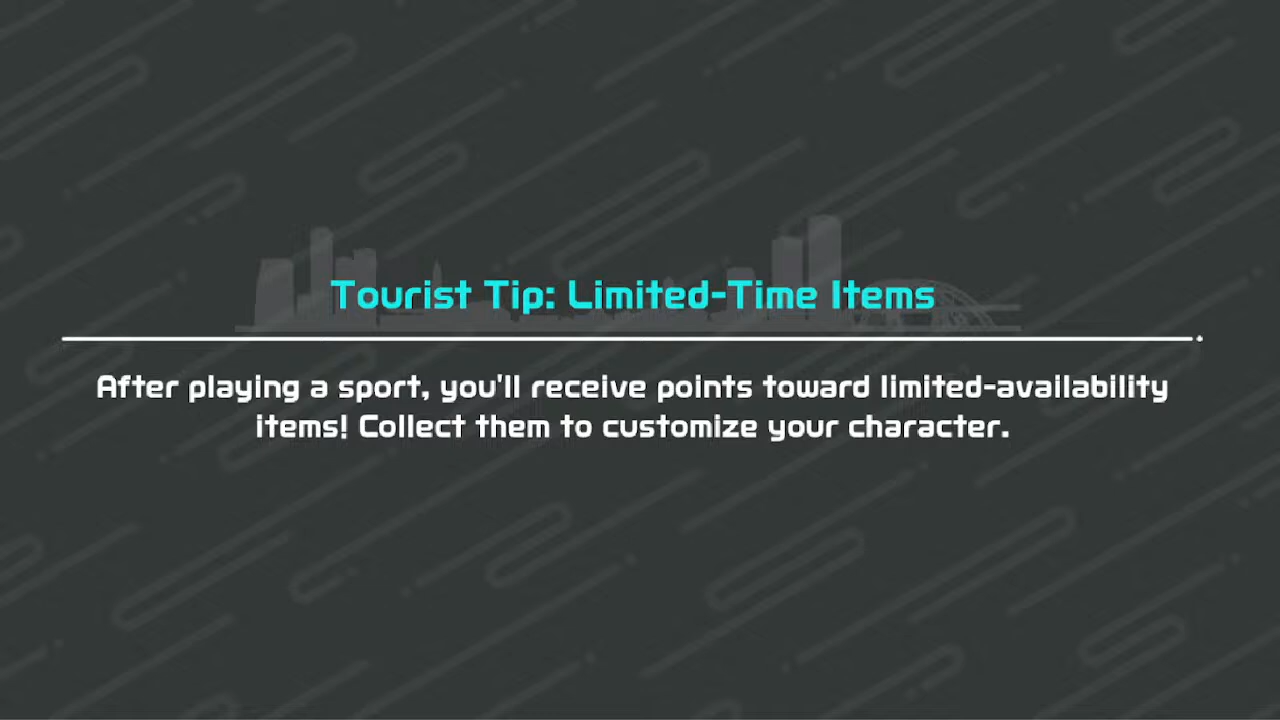 Tourist Tip: Limited-Time Items
After playing a sport, you'll receive points toward limited-availability
items! Collect them to customize your character.